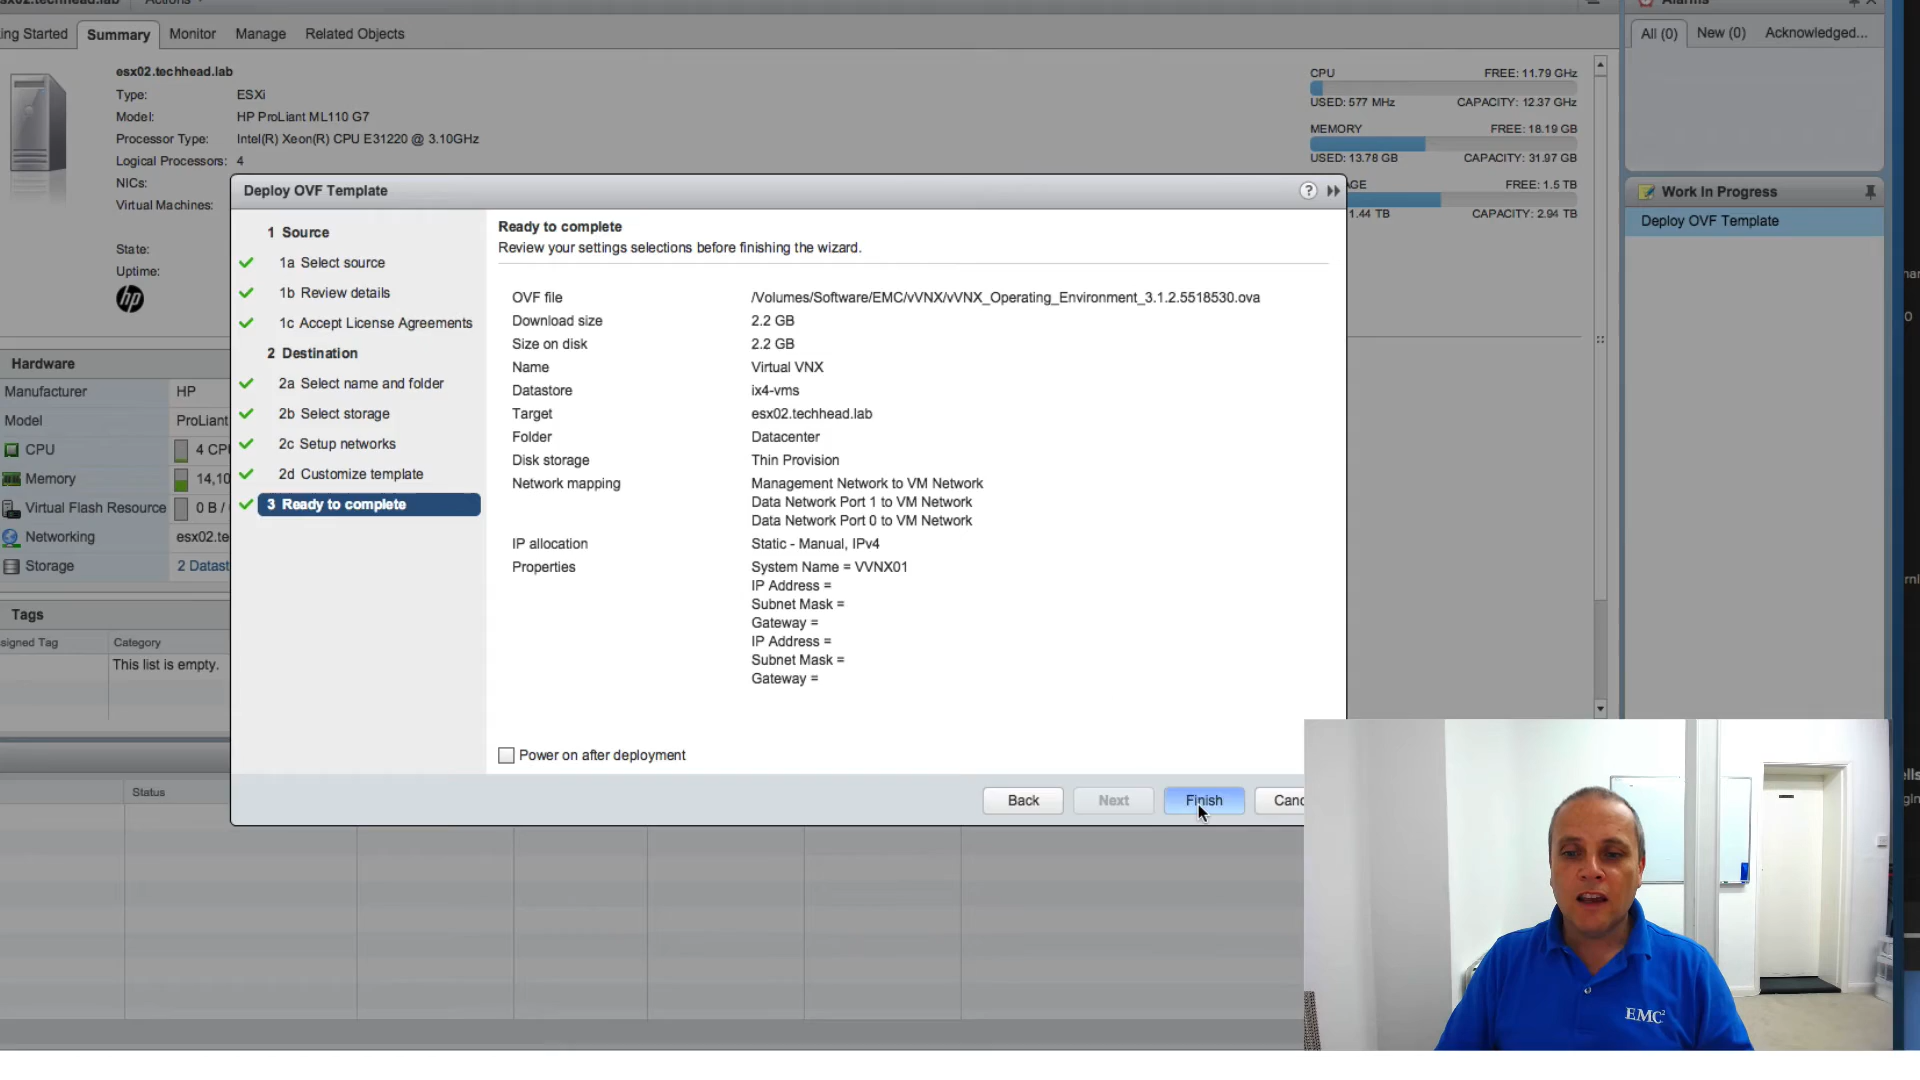 esx02.techhead.lab
Actions
Alarms
ing Started
Summary
Monitor
Manage
Related Objects
All (0)
New (0)
Acknowledged...
esx02.techhead.lab
Type: ESXi
Model: HP ProLiant ML110 G7
Processor Type: Intel(R) Xeon(R) CPU E31220 @ 3.10GHz
Logical Processors: 4
NICs:
Virtual Machines:
State:
Uptime:
hp
CPU FREE: 11.79 GHz
USED: 577 MHz CAPACITY: 12.37 GHz
MEMORY FREE: 18.19 GB
USED: 13.78 GB CAPACITY: 31.97 GB
AGE FREE: 1.5 TB
1.44 TB CAPACITY: 2.94 TB
Work In Progress
Deploy OVF Template
Hardware
Manufacturer HP
Model ProLiant
CPU 4 CPU
Memory 14,10
Virtual Flash Resource 0 B /
Networking esx02.te
Storage 2 Datast
Tags
signed Tag Category
This list is empty.
Status
Deploy OVF Template
?
1 Source
1a Select source
1b Review details
1c Accept License Agreements
2 Destination
2a Select name and folder
2b Select storage
2c Setup networks
2d Customize template
3 Ready to complete
Ready to complete
Review your settings selections before finishing the wizard.
OVF file /Volumes/Software/EMC/vVNX/vVNX_Operating_Environment_3.1.2.5518530.ova
Download size 2.2 GB
Size on disk 2.2 GB
Name Virtual VNX
Datastore ix4-vms
Target esx02.techhead.lab
Folder Datacenter
Disk storage Thin Provision
Network mapping Management Network to VM Network
Data Network Port 1 to VM Network
Data Network Port 0 to VM Network
IP allocation Static - Manual, IPv4
Properties System Name = VVNX01
IP Address =
Subnet Mask =
Gateway =
IP Address =
Subnet Mask =
Gateway =
Power on after deployment
Back
Next
Finish
Canc
EMC²